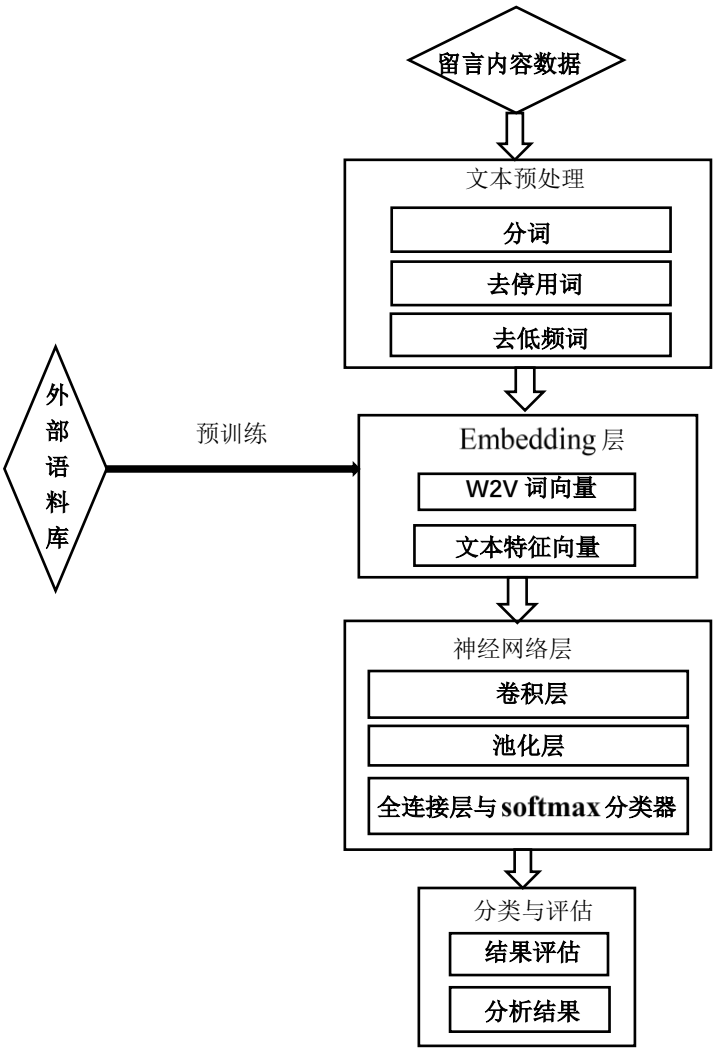 留言内容数据
文本预处理
分词
去停用词
去低频词
外
部
语
料
库
预训练
Embedding 层
W2V 词向量
文本特征向量
神经网络层
卷积层
池化层
全连接层与 softmax 分类器
分类与评估
结果评估
分析结果